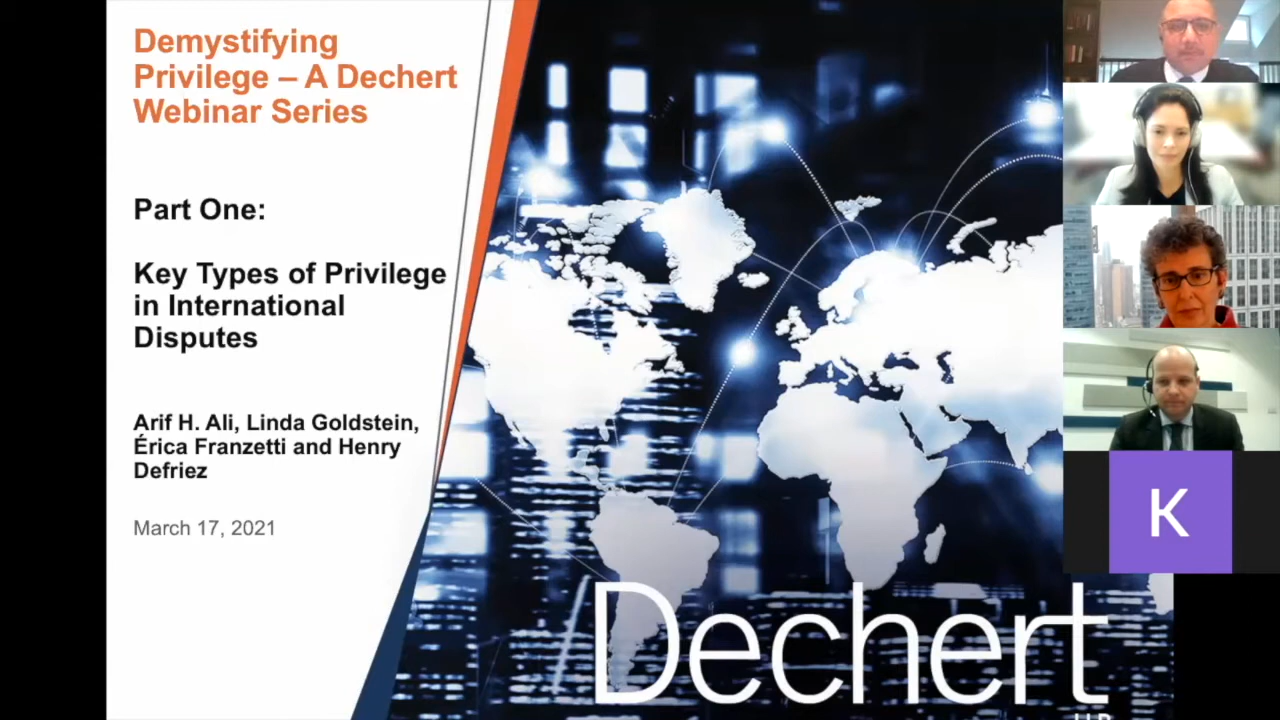 Demystifying
Privilege – A Dechert
Webinar Series
Part One:
Key Types of Privilege
in International
Disputes
Arif H. Ali, Linda Goldstein,
Érica Franzetti and Henry
Defriez
March 17, 2021
Dechert
K